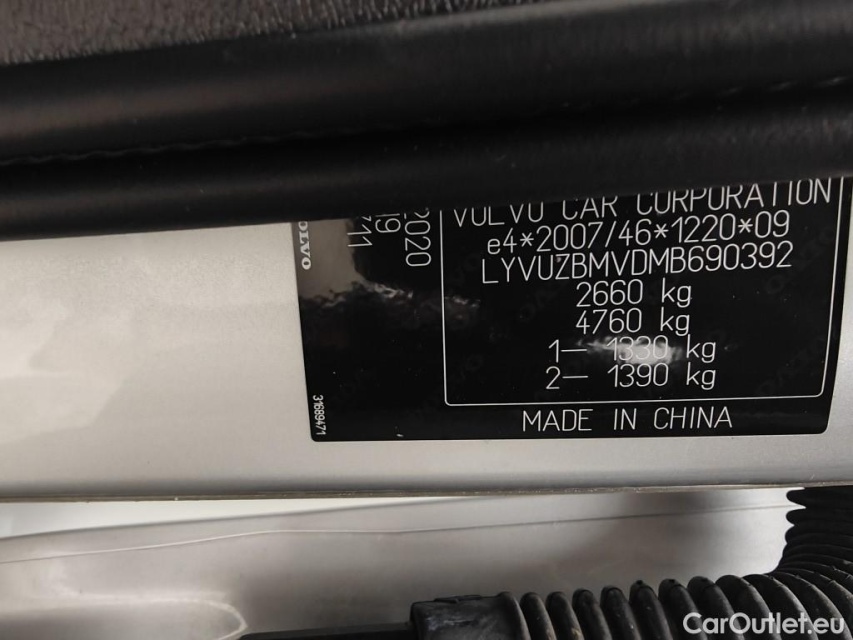 VOLVO
2020
711
VOLVO CAR CORPORATION
e4*2007/46*1220*09
LYVUZBMVDMB690392
2660 kg
4760 kg
1— 1330 kg
2— 1390 kg
MADE IN CHINA
31689471
CarOutlet.eu